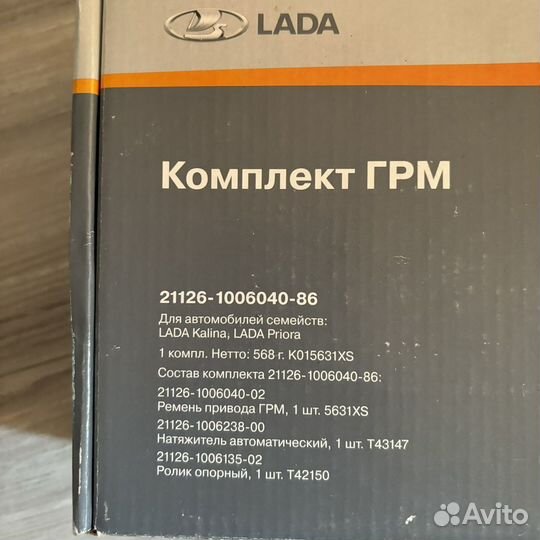 LADA
Комплект ГРМ
21126-1006040-86
Для автомобилей семейств:
LADA Kalina, LADA Priora
1 компл. Нетто: 568 г. K015631XS
Состав комплекта 21126-1006040-86:
21126-1006040-02
Ремень привода ГРМ, 1 шт. 5631XS
21126-1006238-00
Натяжитель автоматический, 1 шт. T43147
21126-1006135-02
Ролик опорный, 1 шт. T42150
Avito